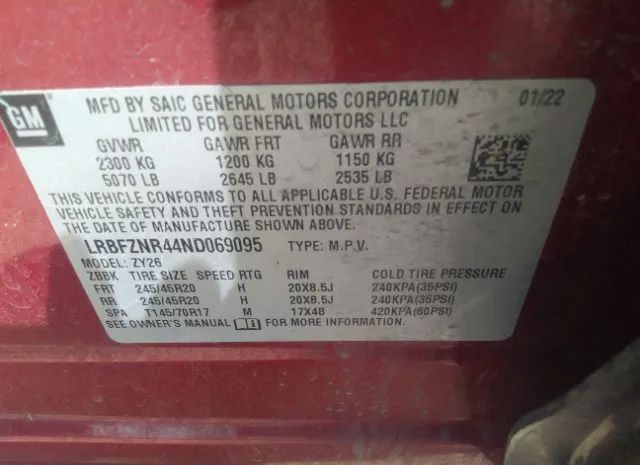 GM
MFD BY SAIC GENERAL MOTORS CORPORATION 01/22
LIMITED FOR GENERAL MOTORS LLC
GVWR GAWR FRT GAWR RR
2300 KG 1200 KG 1150 KG
5070 LB 2645 LB 2535 LB
THIS VEHICLE CONFORMS TO ALL APPLICABLE U.S. FEDERAL MOTOR
VEHICLE SAFETY AND THEFT PREVENTION STANDARDS IN EFFECT ON
THE DATE OF MANUFACTURE SHOWN ABOVE.
LRBFZNR44ND069095 TYPE: M.P.V.
MODEL: ZY26
ZBBK TIRE SIZE SPEED RTG RIM COLD TIRE PRESSURE
FRT 245/45R20 H 20X8.5J 240KPA(35PSI)
RR 245/45R20 H 20X8.5J 240KPA(35PSI)
SPA T145/70R17 M 17X4B 420KPA(60PSI)
SEE OWNER'S MANUAL FOR MORE INFORMATION.